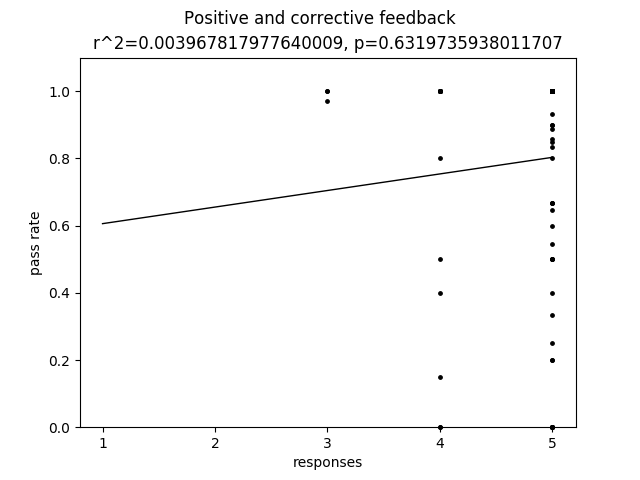 Positive and corrective feedback
r^2=0.003967817977640009, p=0.6319735938011707
1.0
0.8
0.6
0.4
0.2
0.0
pass rate
1 2 3 4 5
responses